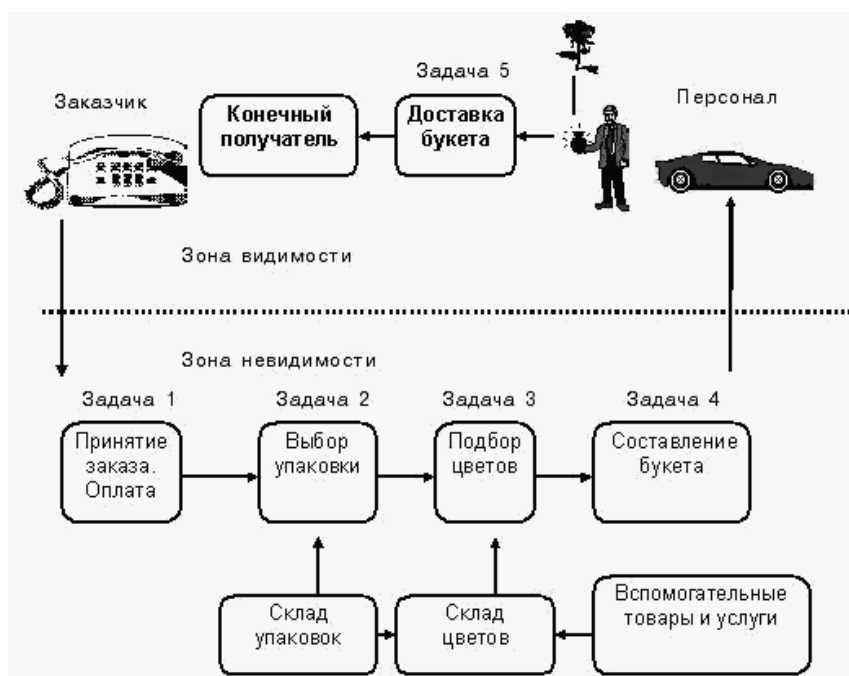 Задача 5
Заказчик
Персонал
Конечный
получатель
Доставка
букета
Зона видимости
Зона невидимости
Задача 1
Задача 2
Задача 3
Задача 4
Принятие
заказа.
Оплата
Выбор
упаковки
Подбор
цветов
Составление
букета
Склад
упаковок
Склад
цветов
Вспомогательные
товары и услуги